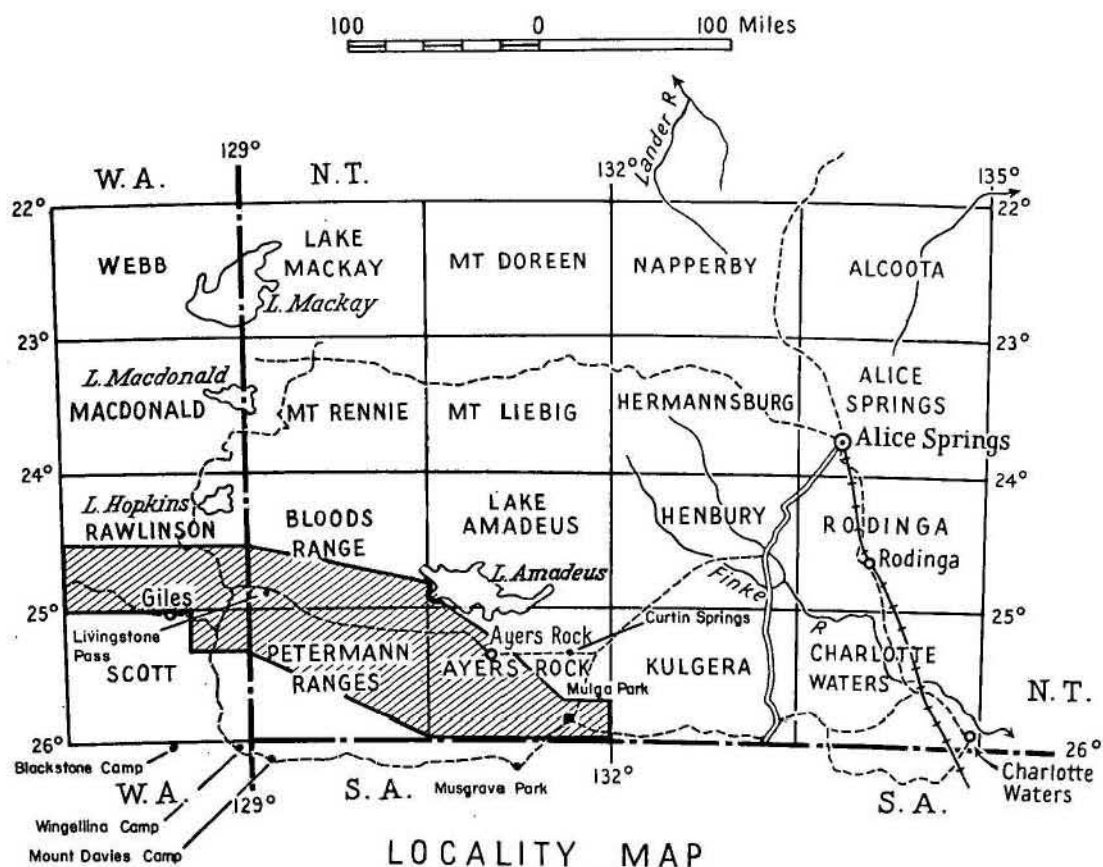 100 0 100 Miles
Lander R
129° 132° 135°
W. A. N. T.
22° 22°
WEBB LAKE MACKAY MT DOREEN NAPPERBY ALCOOTA
L. Mackay
23° 23°
L. Macdonald
MACDONALD MT RENNIE MT LIEBIG HERMANNSBURG ALICE SPRINGS
Alice Springs
24° 24°
L. Hopkins
RAWLINSON BLOODS RANGE LAKE AMADEUS HENBURY RODINGA
Rodinga
L. Amadeus
Finke R
25° 25°
Giles
Livingstone Pass
Curtin Springs
Ayers Rock
SCOTT PETERMANN RANGES AYERS ROCK KULGERA CHARLOTTE WATERS
Mulga Park
N. T.
26° 26°
Blackstone Camp
Charlotte Waters
Musgrave Park
132°
W. A. 129° S. A. S. A.
Wingellina Camp
Mount Davies Camp
LOCALITY MAP